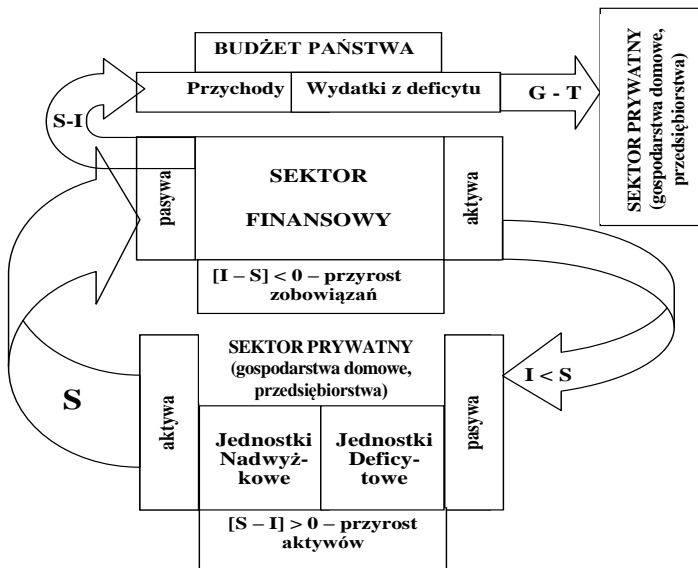 BUDŻET PAŃSTWA
Przychody
Wydatki z deficytu
G - T
SEKTOR PRYWATNY
(gospodarstwa domowe,
przedsiębiorstwa)
S-I
pasywa
SEKTOR
FINANSOWY
aktywa
[I – S] < 0 – przyrost
zobowiązań
I < S
S
aktywa
SEKTOR PRYWATNY
(gospodarstwa domowe,
przedsiębiorstwa)
Jednostki
Nadwyż-
kowe
Jednostki
Deficy-
towe
pasywa
[S – I] > 0 – przyrost
aktywów